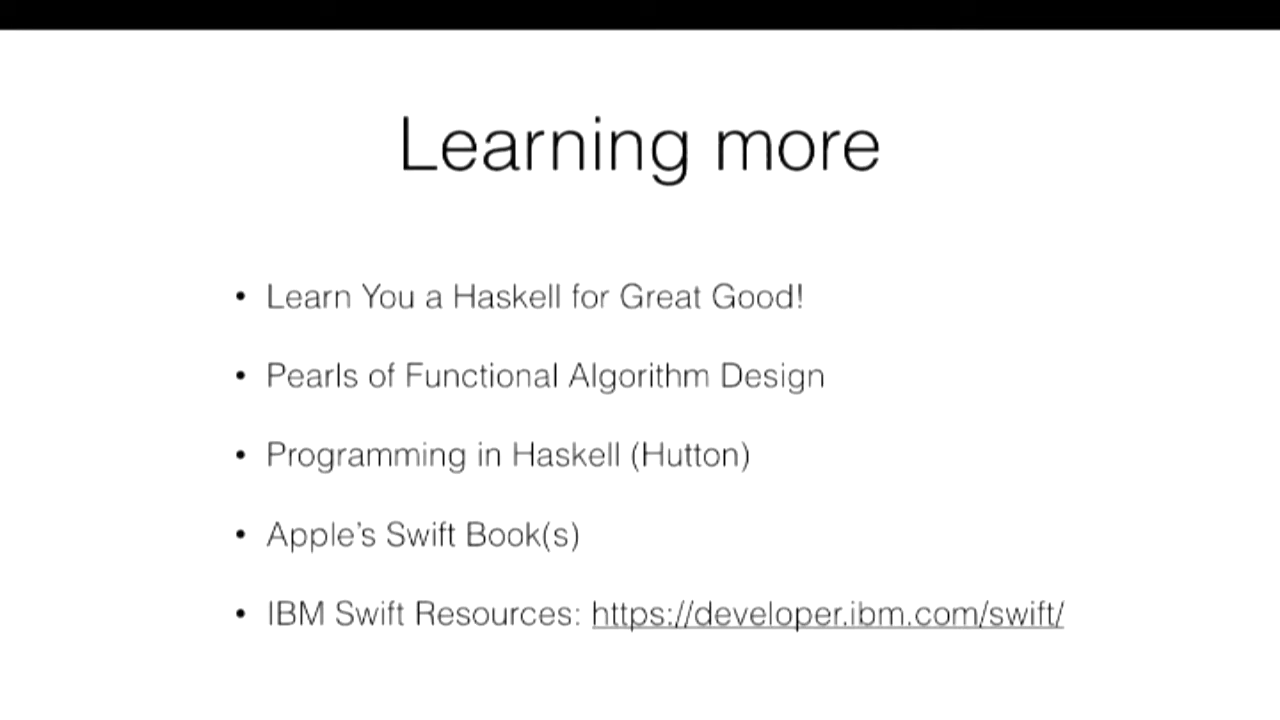 Learning more
• Learn You a Haskell for Great Good!
• Pearls of Functional Algorithm Design
• Programming in Haskell (Hutton)
• Apple’s Swift Book(s)
• IBM Swift Resources: https://developer.ibm.com/swift/